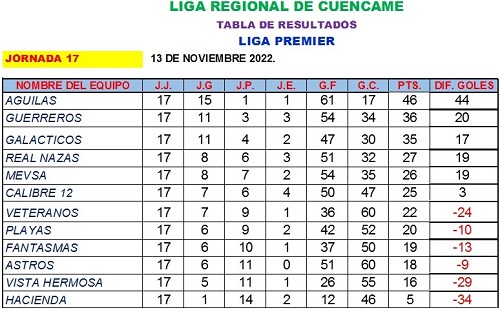 LIGA REGIONAL DE CUENCAME
TABLA DE RESULTADOS
LIGA PREMIER
JORNADA 17 13 DE NOVIEMBRE 2022.
NOMBRE DEL EQUIPO J.J. J.G J.P. J.E. G.F G.C. PTS. DIF. GOLES
AGUILAS 17 15 1 1 61 17 46 44
GUERREROS 17 11 3 3 54 34 36 20
GALACTICOS 17 11 4 2 47 30 35 17
REAL NAZAS 17 8 6 3 51 32 27 19
MEVSA 17 8 7 2 54 35 26 19
CALIBRE 12 17 7 6 4 50 47 25 3
VETERANOS 17 7 9 1 36 60 22 -24
PLAYAS 17 6 9 2 42 52 20 -10
FANTASMAS 17 6 10 1 37 50 19 -13
ASTROS 17 6 11 0 51 60 18 -9
VISTA HERMOSA 17 5 11 1 26 55 16 -29
HACIENDA 17 1 14 2 12 46 5 -34